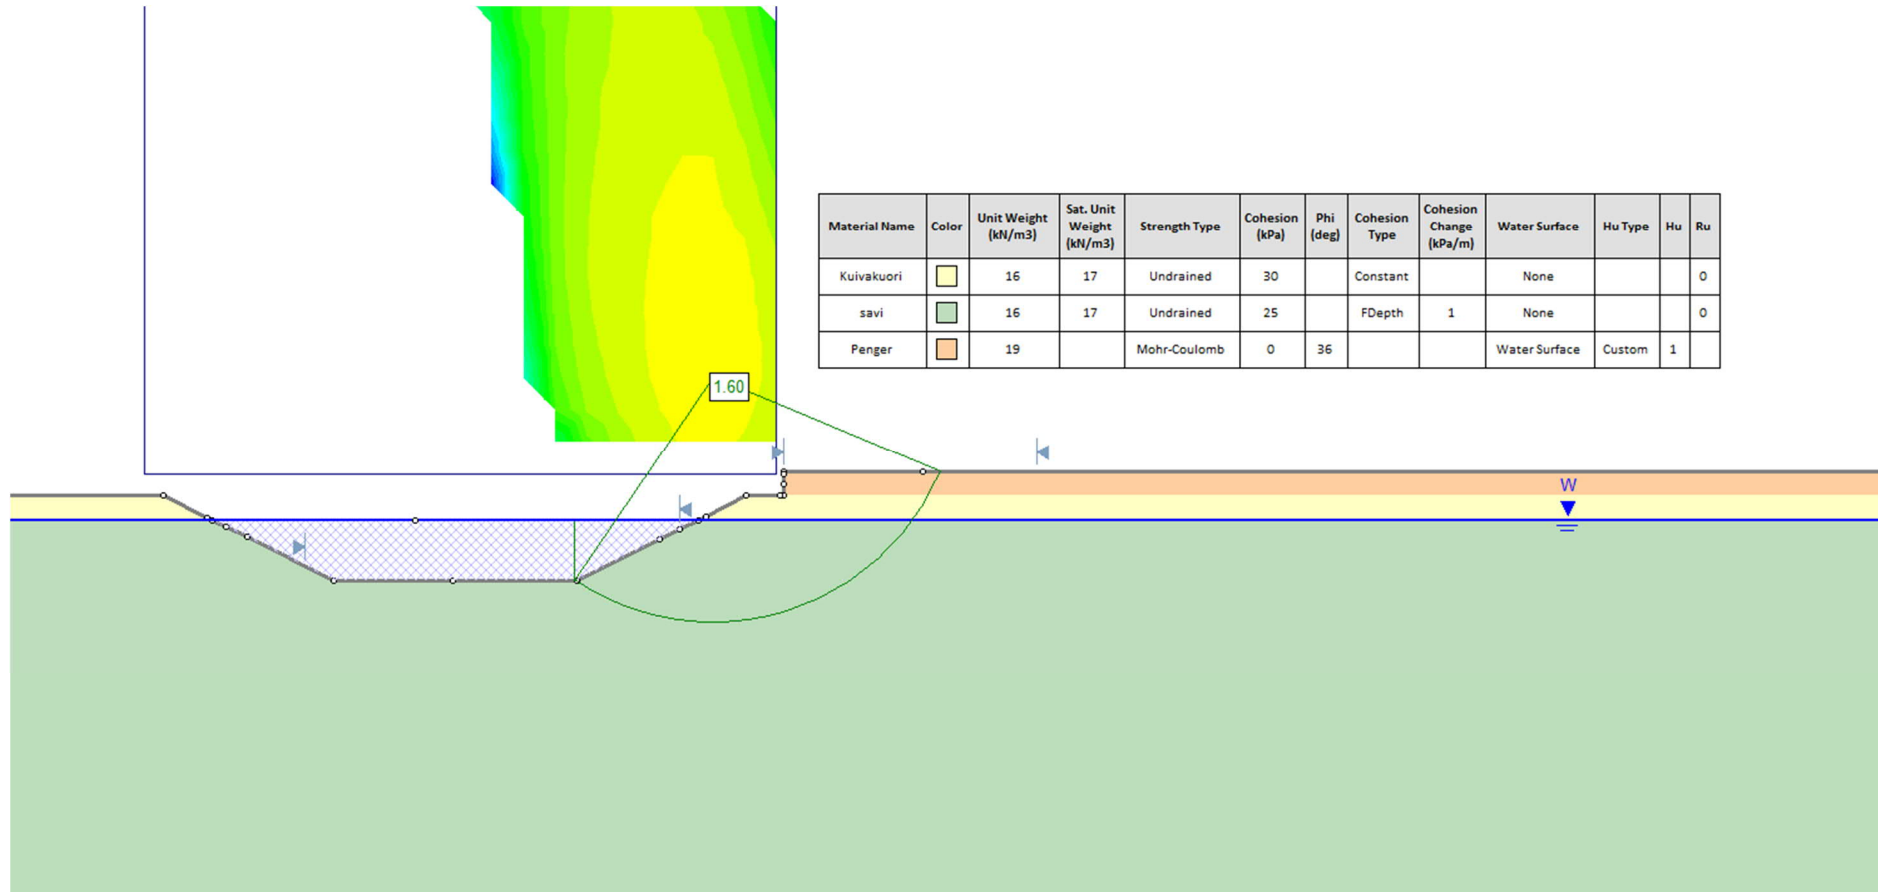 Material Name Color Unit Weight (kN/m3) Sat. Unit Weight (kN/m3) Strength Type Cohesion (kPa) Phi (deg) Cohesion Type Cohesion Change (kPa/m) Water Surface Hu Type Hu Ru
Kuivakuori 16 17 Undrained 30 Constant None 0
savi 16 17 Undrained 25 FDepth 1 None 0
Penger 19 Mohr-Coulomb 0 36 Water Surface Custom 1
1.60
W